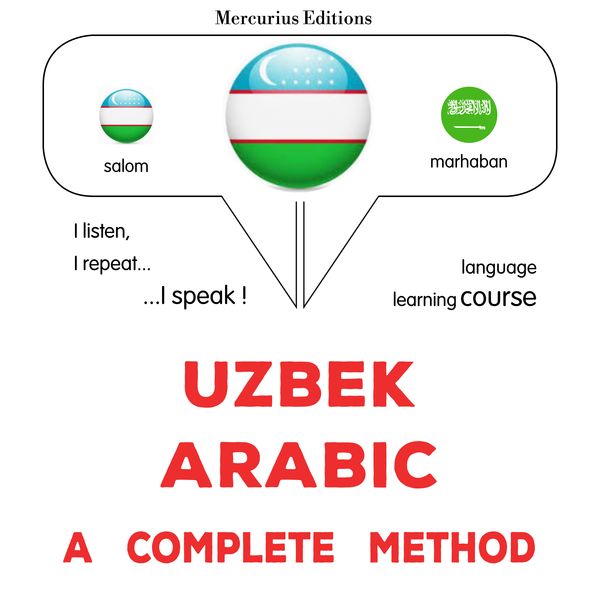 Mercurius Editions
salom
marhaban
I listen,
I repeat...
...I speak !
language
learning course
UZBEK
ARABIC
A COMPLETE METHOD